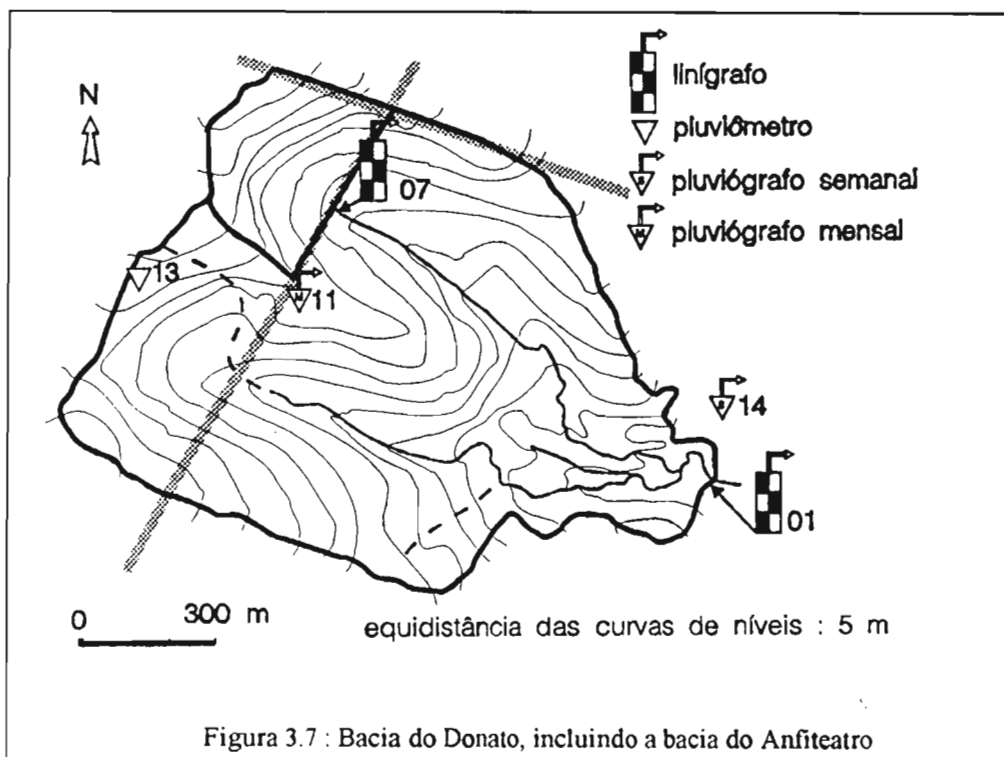 N
linígrafo
pluviômetro
pluviógrafo semanal
pluviógrafo mensal
07
13
M
11
14
01
0
300 m
equidistância das curvas de níveis : 5 m
Figura 3.7 : Bacia do Donato, incluindo a bacia do Anfiteatro